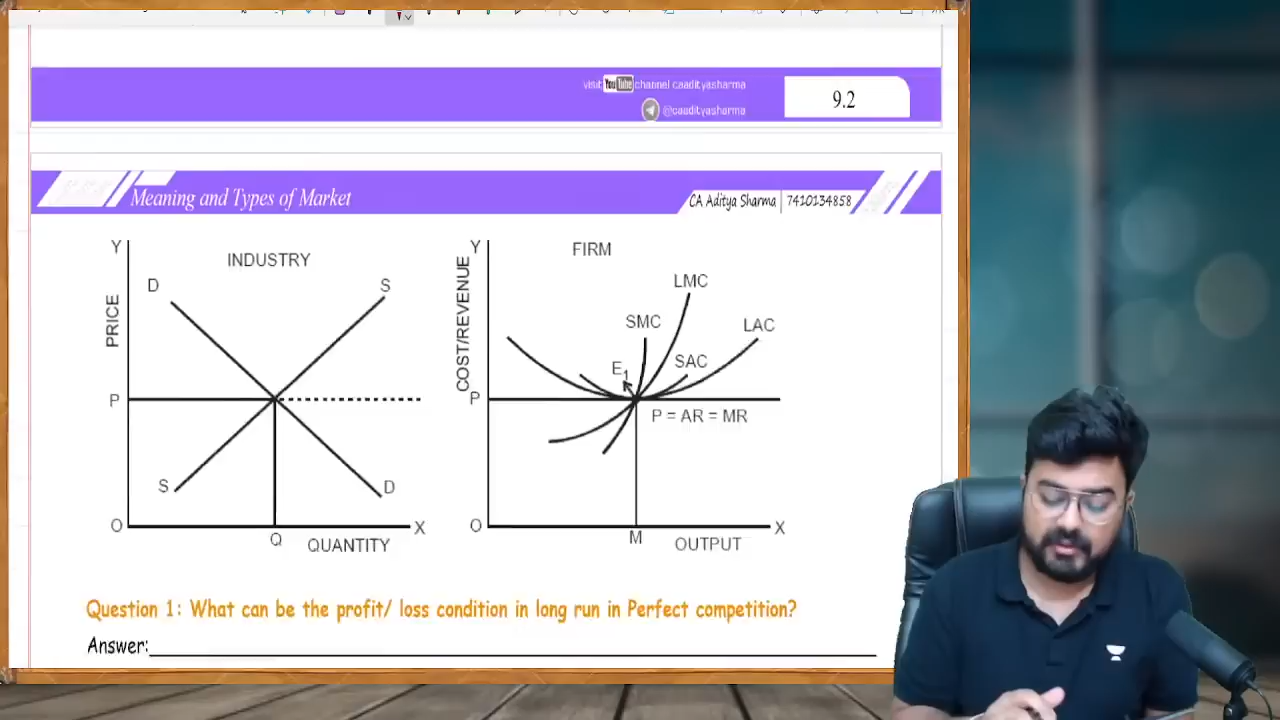 visit YouTube channel caadityasharma
@caadityasharma
9.2
Meaning and Types of Market
CA Aditya Sharma | 7410134858
INDUSTRY
Y
PRICE
D
S
P
S
D
O
Q
QUANTITY
X
FIRM
Y
COST/REVENUE
LMC
SMC
LAC
SAC
E1
P
P = AR = MR
O
M
OUTPUT
X
Question 1: What can be the profit/ loss condition in long run in Perfect competition?
Answer: